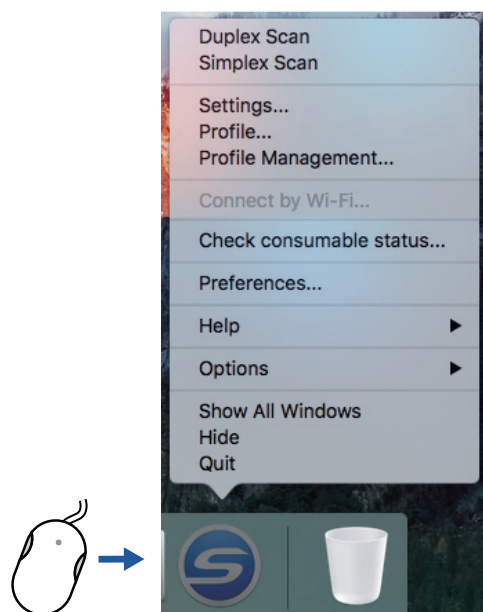 Duplex Scan
Simplex Scan
Settings...
Profile...
Profile Management...
Connect by Wi-Fi...
Check consumable status...
Preferences...
Help
Options
Show All Windows
Hide
Quit